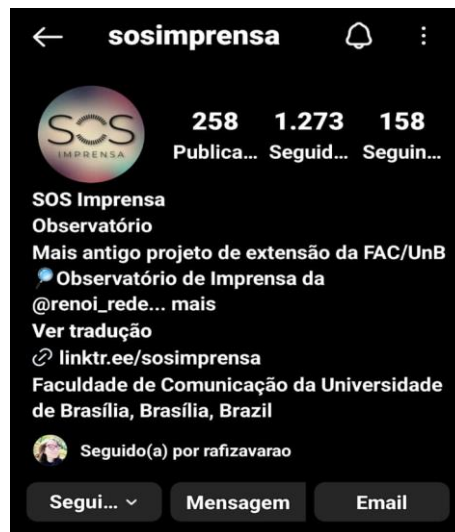 sosimprensa
SOS
IMPRENSA
258 1.273 158
Publica... Seguid... Seguin...
SOS Imprensa
Observatório
Mais antigo projeto de extensão da FAC/UnB
🔎Observatório de Imprensa da
@renoi_rede... mais
Ver tradução
linktr.ee/sosimprensa
Faculdade de Comunicação da Universidade
de Brasília, Brasília, Brazil
Seguido(a) por rafizavarao
Segui... Mensagem Email